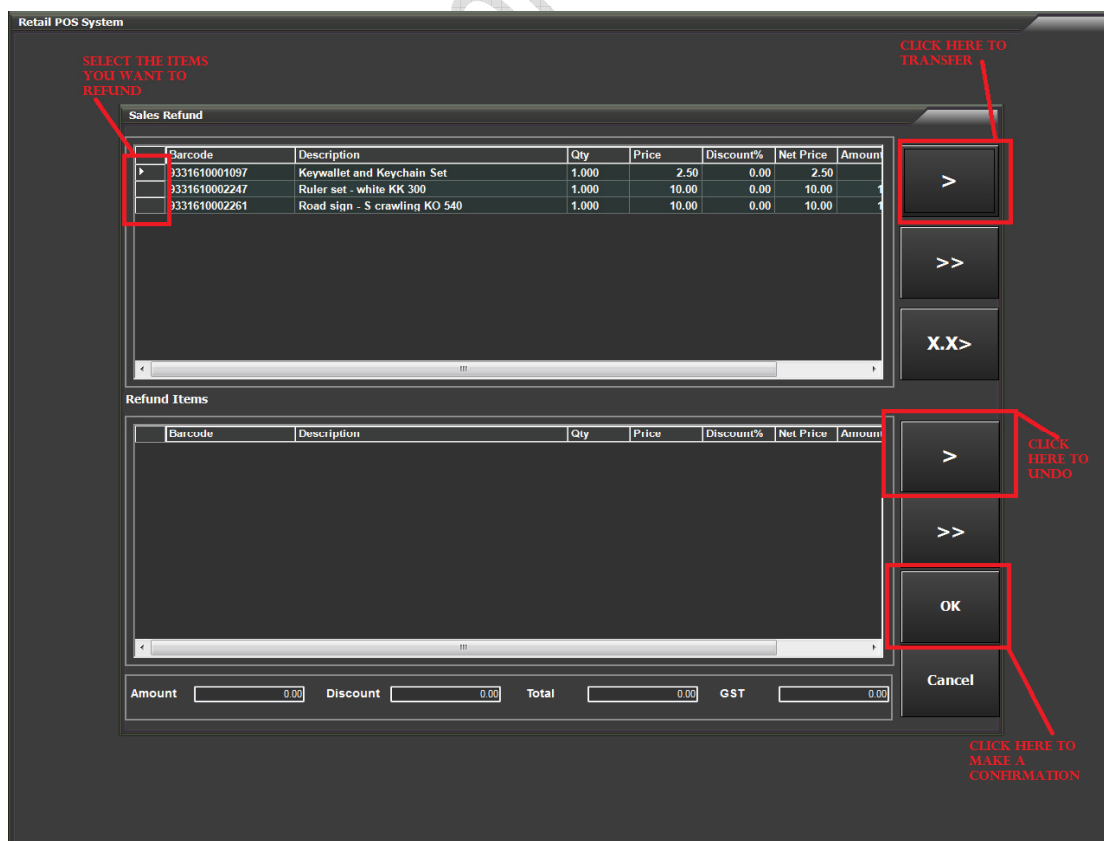 Retail POS System
CLICK HERE TO
TRANSFER
SELECT THE ITEMS
YOU WANT TO
REFUND
Sales Refund
Barcode Description Qty Price Discount% Net Price Amount
9331610001097 Keywallet and Keychain Set 1.000 2.50 0.00 2.50
9331610002247 Ruler set - white KK 300 1.000 10.00 0.00 10.00 1
9331610002261 Road sign - S crawling KO 540 1.000 10.00 0.00 10.00 1
>
>>
X.X>
Refund Items
Barcode Description Qty Price Discount% Net Price Amount
>
CLICK
HERE TO
UNDO
>>
OK
Cancel
Amount 0.00 Discount 0.00 Total 0.00 GST 0.00
CLICK HERE TO
MAKE A
CONFIRMATION